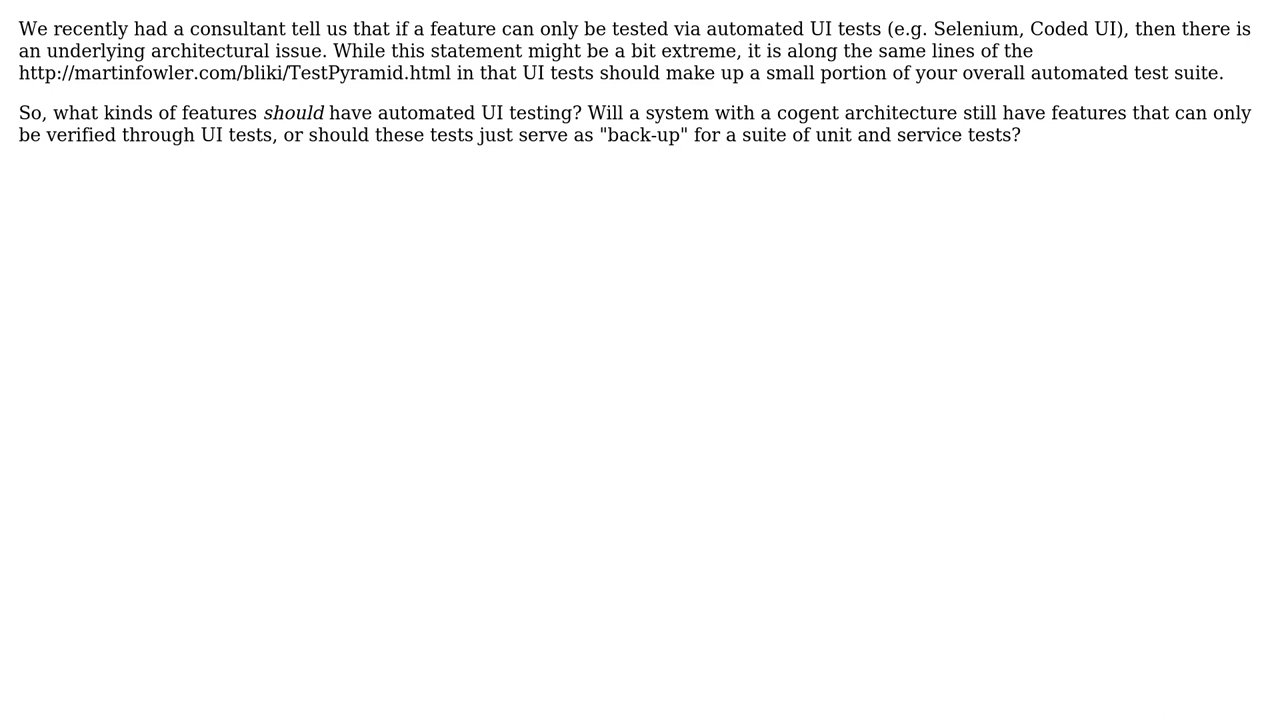 We recently had a consultant tell us that if a feature can only be tested via automated UI tests (e.g. Selenium, Coded UI), then there is
an underlying architectural issue. While this statement might be a bit extreme, it is along the same lines of the
http://martinfowler.com/bliki/TestPyramid.html in that UI tests should make up a small portion of your overall automated test suite.
So, what kinds of features should have automated UI testing? Will a system with a cogent architecture still have features that can only
be verified through UI tests, or should these tests just serve as "back-up" for a suite of unit and service tests?